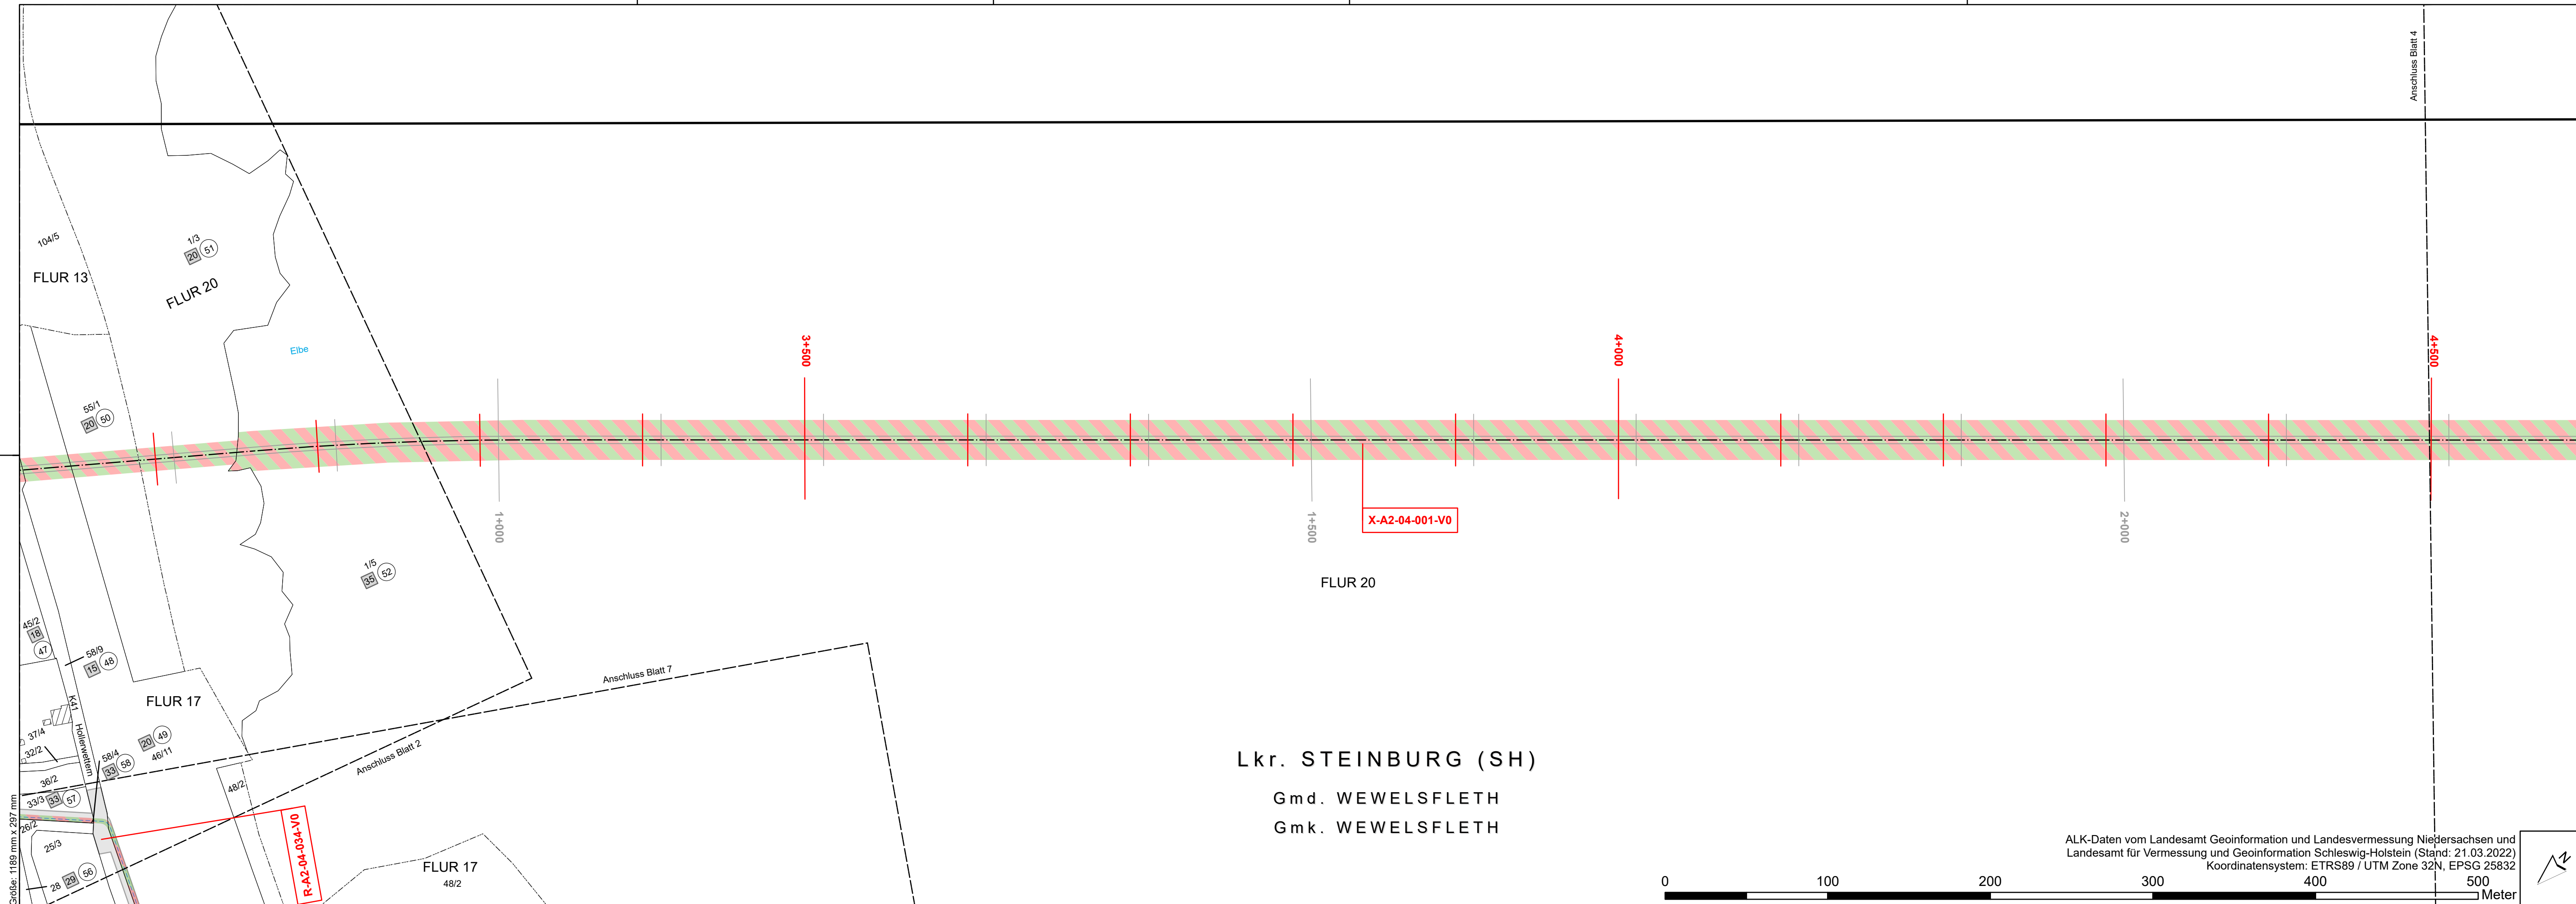 Anschluss Blatt 4
104/5
FLUR 13
1/3
20
51
FLUR 20
Elbe
55/1
20
50
3+500
4+000
4+500
1+000
1+500
2+000
X-A2-04-001-V0
FLUR 20
1/5
35
52
45/2
18
47
58/9
15
48
K41
Hollerwettern
FLUR 17
37/4
32/2
20
49
46/11
58/4
33
58
36/2
33/3
33
57
26/2
25/3
28
29
56
48/2
Anschluss Blatt 7
Anschluss Blatt 2
R-A2-04-034-V0
FLUR 17
48/2
Größe: 1189 mm x 297 mm
Lkr. STEINBURG (SH)
Gmd. WEWELSFLETH
Gmk. WEWELSFLETH
ALK-Daten vom Landesamt Geoinformation und Landesvermessung Niedersachsen und
Landesamt für Vermessung und Geoinformation Schleswig-Holstein (Stand: 21.03.2022)
Koordinatensystem: ETRS89 / UTM Zone 32N, EPSG 25832
0 100 200 300 400 500
Meter
N